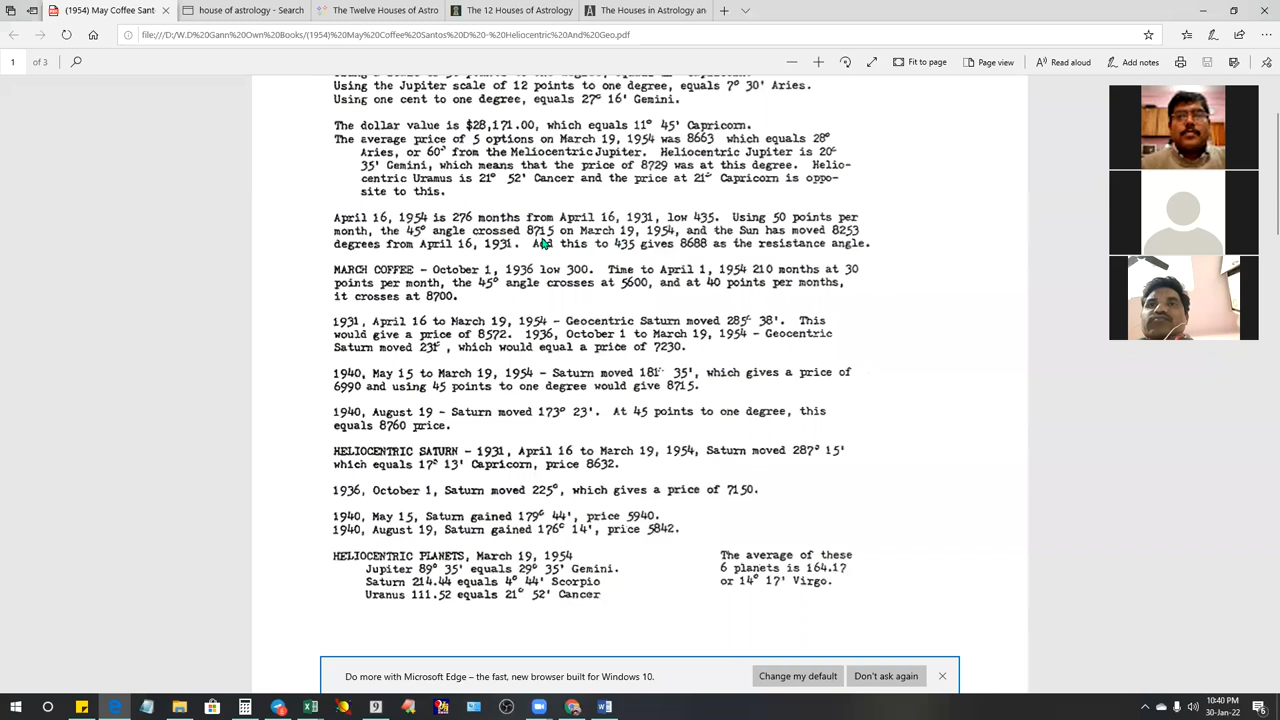 (1954) May Coffee Sant
house of astrology - Search
The Twelve Houses of Astro
The 12 Houses of Astrology
The Houses in Astrology an
file:///D:/W.D%20Gann%20Own%20Books/(1954)%20May%20Coffee%20Santos%20D%20-%20Heliocentric%20And%20Geo.pdf
1 of 3
Fit to page
Page view
Read aloud
Add notes
Using the Jupiter scale of 12 points to one degree, equals 7° 30' Aries.
Using one cent to one degree, equals 27° 16' Gemini.
The dollar value is $28,171.00, which equals 11° 45' Capricorn.
The average price of 5 options on March 19, 1954 was 8663 which equals 28°
Aries, or 60° from the Meliocentric Jupiter. Heliocentric Jupiter is 20°
35' Gemini, which means that the price of 8729 was at this degree. Helio-
centric Uramus is 21° 52' Cancer and the price at 21° Capricorn is oppo-
site to this.
April 16, 1954 is 276 months from April 16, 1931, low 435. Using 50 points per
month, the 45° angle crossed 8715 on March 19, 1954, and the Sun has moved 8253
degrees from April 16, 1931. Add this to 435 gives 8688 as the resistance angle.
MARCH COFFEE - October 1, 1936 low 300. Time to April 1, 1954 210 months at 30
points per month, the 45° angle crosses at 5600, and at 40 points per months,
it crosses at 8700.
1931, April 16 to March 19, 1954 - Geocentric Saturn moved 285° 38'. This
would give a price of 8572. 1936, October 1 to March 19, 1954 - Geocentric
Saturn moved 231°, which would equal a price of 7230.
1940, May 15 to March 19, 1954 - Saturn moved 181° 35', which gives a price of
6990 and using 45 points to one degree would give 8715.
1940, August 19 - Saturn moved 173° 23'. At 45 points to one degree, this
equals 8760 price.
HELIOCENTRIC SATURN - 1931, April 16 to March 19, 1954, Saturn moved 287° 15'
which equals 17° 13' Capricorn, price 8632.
1936, October 1, Saturn moved 225°, which gives a price of 7150.
1940, May 15, Saturn gained 179° 44', price 5940.
1940, August 19, Saturn gained 176° 14', price 5842.
HELIOCENTRIC PLANETS, March 19, 1954
Jupiter 89° 35' equals 29° 35' Gemini.
Saturn 214.44 equals 4° 44' Scorpio
Uranus 111.52 equals 21° 52' Cancer
The average of these
6 planets is 164.17
or 14° 17' Virgo.
Do more with Microsoft Edge – the fast, new browser built for Windows 10.
Change my default
Don't ask again
10:40 PM
30-Jan-22